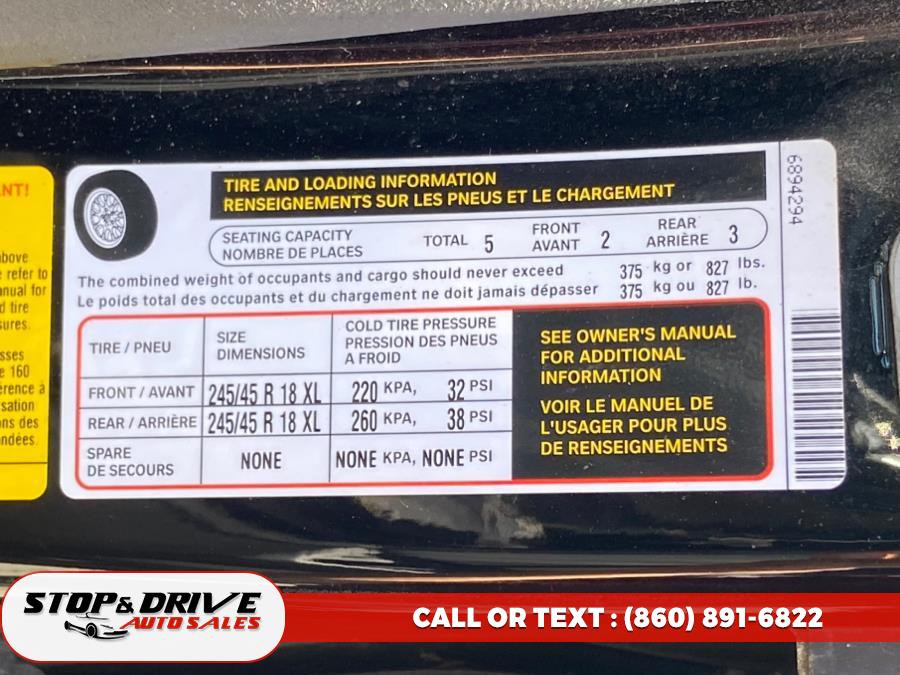 ANT!
above
refer to
anual for
d tire
sures.
sses
e 160
érence à
sation
ons des
ndées.
TIRE AND LOADING INFORMATION
RENSEIGNEMENTS SUR LES PNEUS ET LE CHARGEMENT
SEATING CAPACITY
NOMBRE DE PLACES
TOTAL 5
FRONT
AVANT 2
REAR
ARRIÈRE 3
The combined weight of occupants and cargo should never exceed 375 kg or 827 lbs.
Le poids total des occupants et du chargement ne doit jamais dépasser 375 kg ou 827 lb.
TIRE / PNEU
SIZE
DIMENSIONS
COLD TIRE PRESSURE
PRESSION DES PNEUS
A FROID
FRONT / AVANT 245/45 R 18 XL 220 KPA, 32 PSI
REAR / ARRIÈRE 245/45 R 18 XL 260 KPA, 38 PSI
SPARE
DE SECOURS
NONE NONE KPA, NONE PSI
SEE OWNER'S MANUAL
FOR ADDITIONAL
INFORMATION
VOIR LE MANUEL DE
L'USAGER POUR PLUS
DE RENSEIGNEMENTS
6894294
STOP & DRIVE
AUTO SALES
CALL OR TEXT : (860) 891-6822